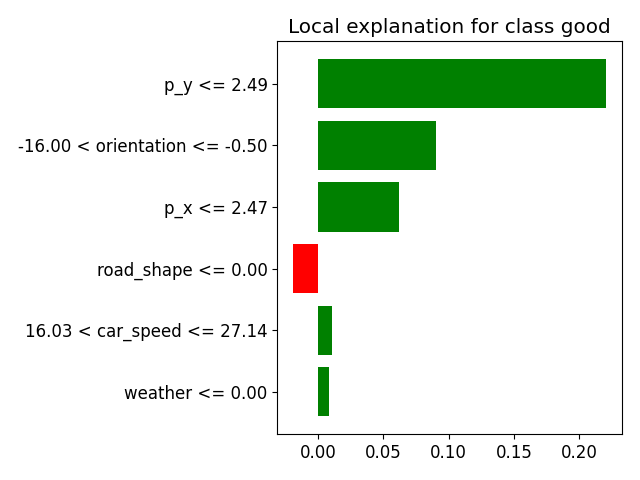 Local explanation for class good
p_y <= 2.49
-16.00 < orientation <= -0.50
p_x <= 2.47
road_shape <= 0.00
16.03 < car_speed <= 27.14
weather <= 0.00
0.00 0.05 0.10 0.15 0.20